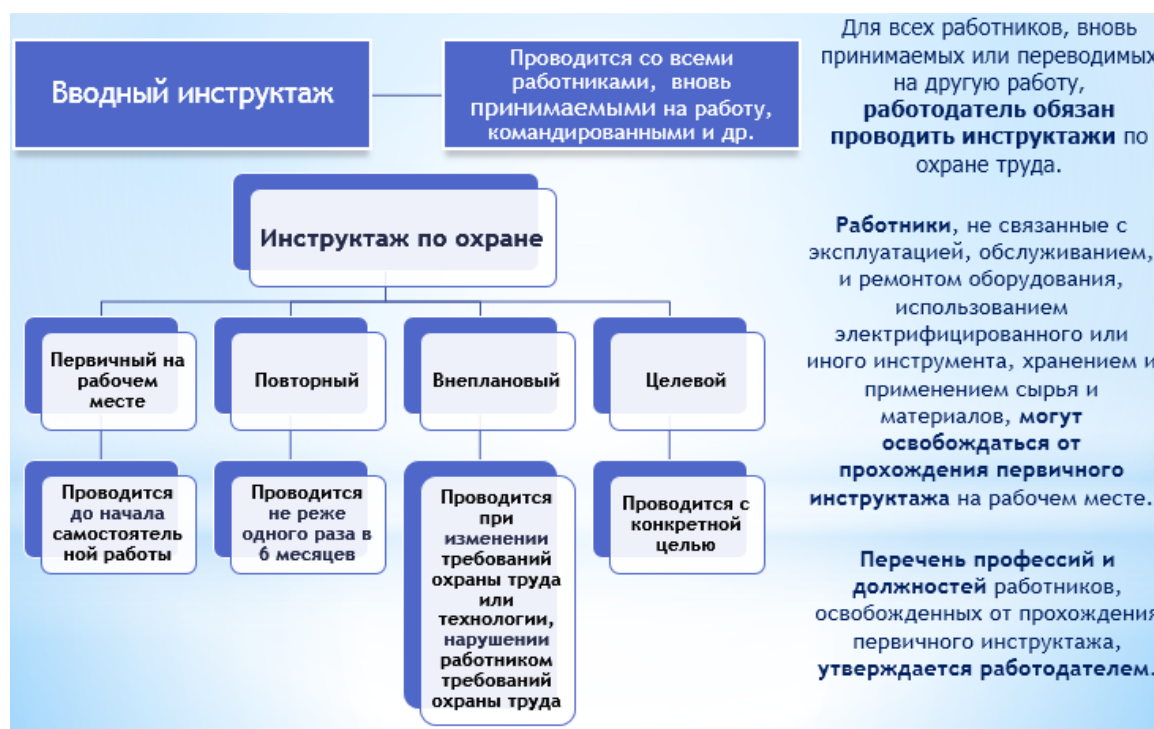 Вводный инструктаж
Проводится со всеми
работниками, вновь
принимаемыми на работу,
командированными и др.
Инструктаж по охране
Первичный на
рабочем
месте
Повторный
Внеплановый
Целевой
Проводится
до начала
самостоятель
ной работы
Проводится
не реже
одного раза в
6 месяцев
Проводится
при
изменении
требований
охраны труда
или
технологии,
нарушении
работником
требований
охраны труда
Проводится с
конкретной
целью
Для всех работников, вновь
принимаемых или переводимых
на другую работу,
работодатель обязан
проводить инструктажи по
охране труда.
Работники, не связанные с
эксплуатацией, обслуживанием,
и ремонтом оборудования,
использованием
электрифицированного или
иного инструмента, хранением и
применением сырья и
материалов, могут
освобождаться от
прохождения первичного
инструктажа на рабочем месте.
Перечень профессий и
должностей работников,
освобожденных от прохождения
первичного инструктажа,
утверждается работодателем.